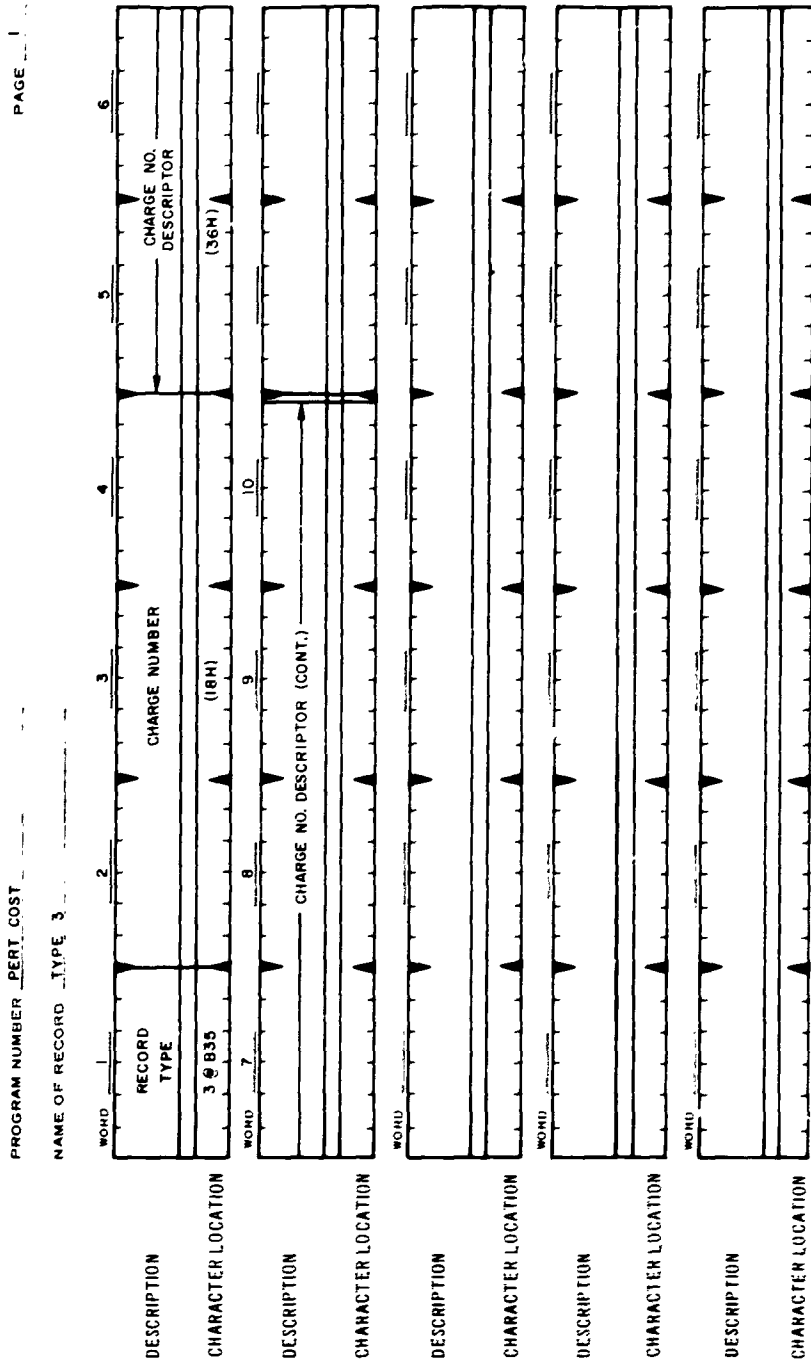 PROGRAM NUMBER PERT COST
PAGE 1
NAME OF RECORD TYPE 3
WORD 1 2 3 4 5 6
DESCRIPTION
RECORD TYPE
CHARGE NUMBER
CHARGE NO. DESCRIPTOR
CHARACTER LOCATION
3 @ B35
(18H)
(36H)
WORD 7 8 9 10
DESCRIPTION
CHARGE NO. DESCRIPTOR (CONT.)
CHARACTER LOCATION
WORD
DESCRIPTION
CHARACTER LOCATION
WORD
DESCRIPTION
CHARACTER LOCATION
WORD
DESCRIPTION
CHARACTER LOCATION